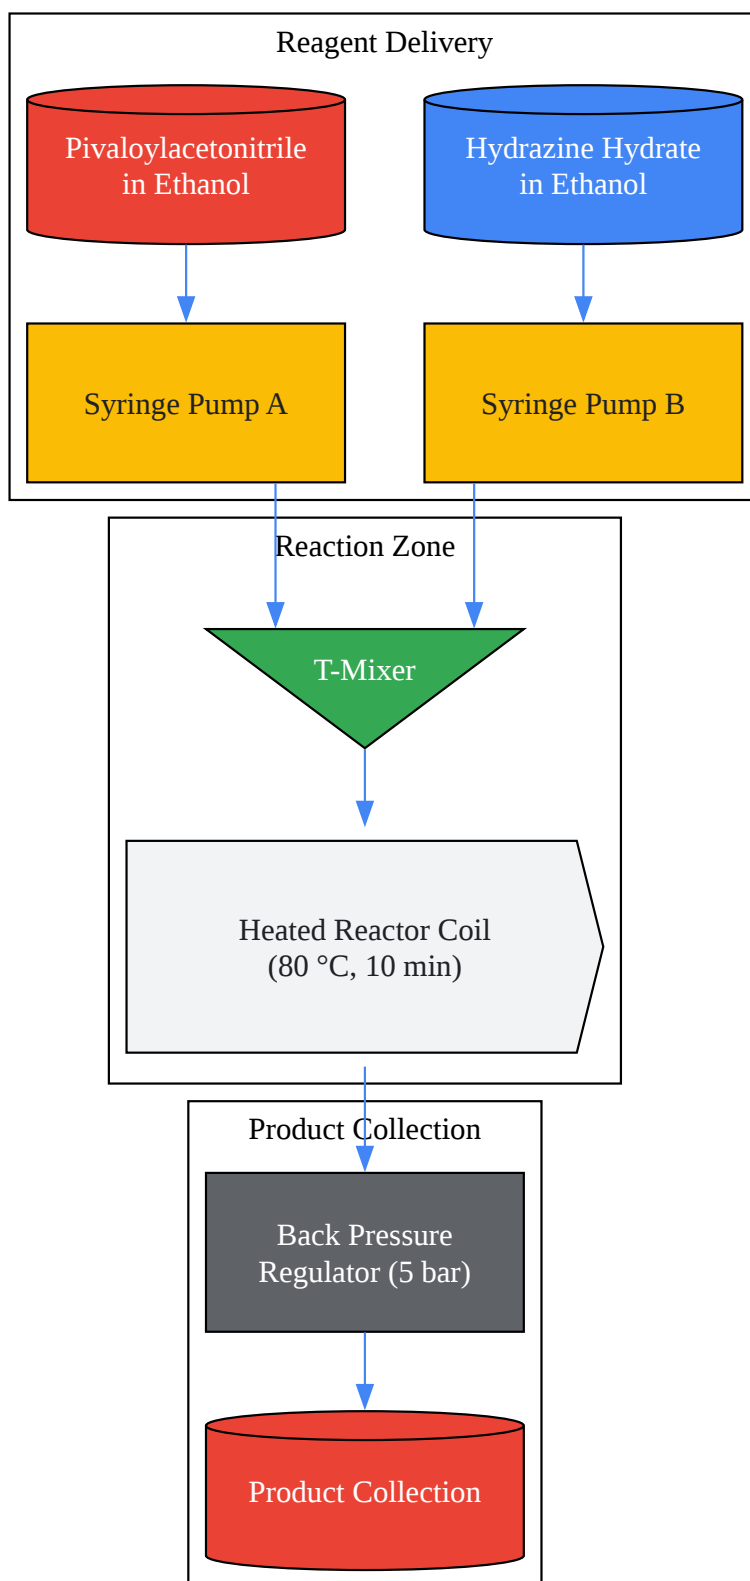 Reagent Delivery
Pivaloylacetonitrile
in Ethanol
Hydrazine Hydrate
in Ethanol
Syringe Pump A
Syringe Pump B
Reaction Zone
T-Mixer
Heated Reactor Coil
(80 °C, 10 min)
Product Collection
Back Pressure
Regulator (5 bar)
Product Collection